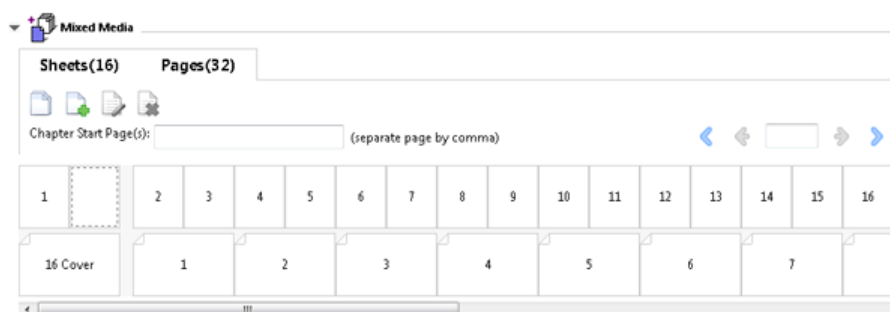 Mixed Media
Sheets(16) Pages(32)
Chapter Start Page(s): (separate page by comma)
1 2 3 4 5 6 7 8 9 10 11 12 13 14 15 16
16 Cover 1 2 3 4 5 6 7